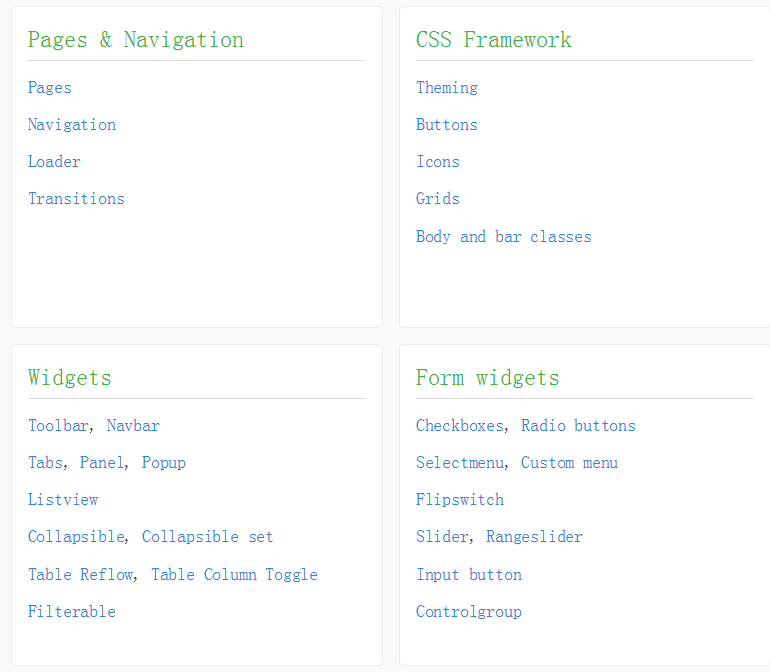 Pages & Navigation
Pages
Navigation
Loader
Transitions
CSS Framework
Theming
Buttons
Icons
Grids
Body and bar classes
Widgets
Toolbar, Navbar
Tabs, Panel, Popup
Listview
Collapsible, Collapsible set
Table Reflow, Table Column Toggle
Filterable
Form widgets
Checkboxes, Radio buttons
Selectmenu, Custom menu
Flipswitch
Slider, Rangeslider
Input button
Controlgroup